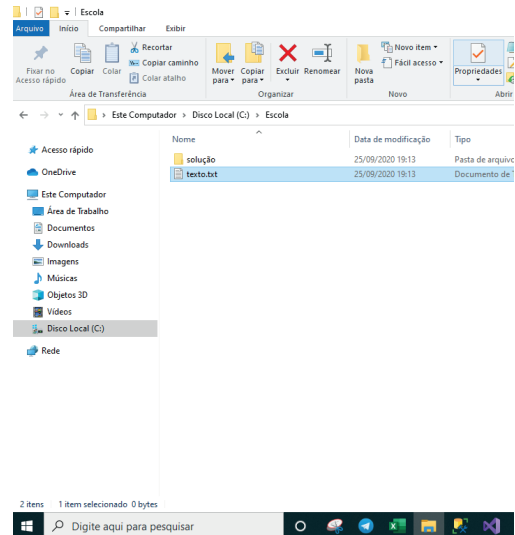 Escola
Arquivo Início Compartilhar Exibir
Fixar no Acesso rápido
Copiar
Colar
Recortar
Copiar caminho
Colar atalho
Mover para
Copiar para
Excluir
Renomear
Nova pasta
Novo item
Fácil acesso
Propriedades
Área de Transferência Organizar Novo Abrir
Este Computador > Disco Local (C:) > Escola
Nome Data de modificação Tipo
solução 25/09/2020 19:13 Pasta de arquivo
texto.txt 25/09/2020 19:13 Documento de
Acesso rápido
OneDrive
Este Computador
Área de Trabalho
Documentos
Downloads
Imagens
Músicas
Objetos 3D
Vídeos
Disco Local (C:)
Rede
2 itens 1 item selecionado 0 bytes
Digite aqui para pesquisar